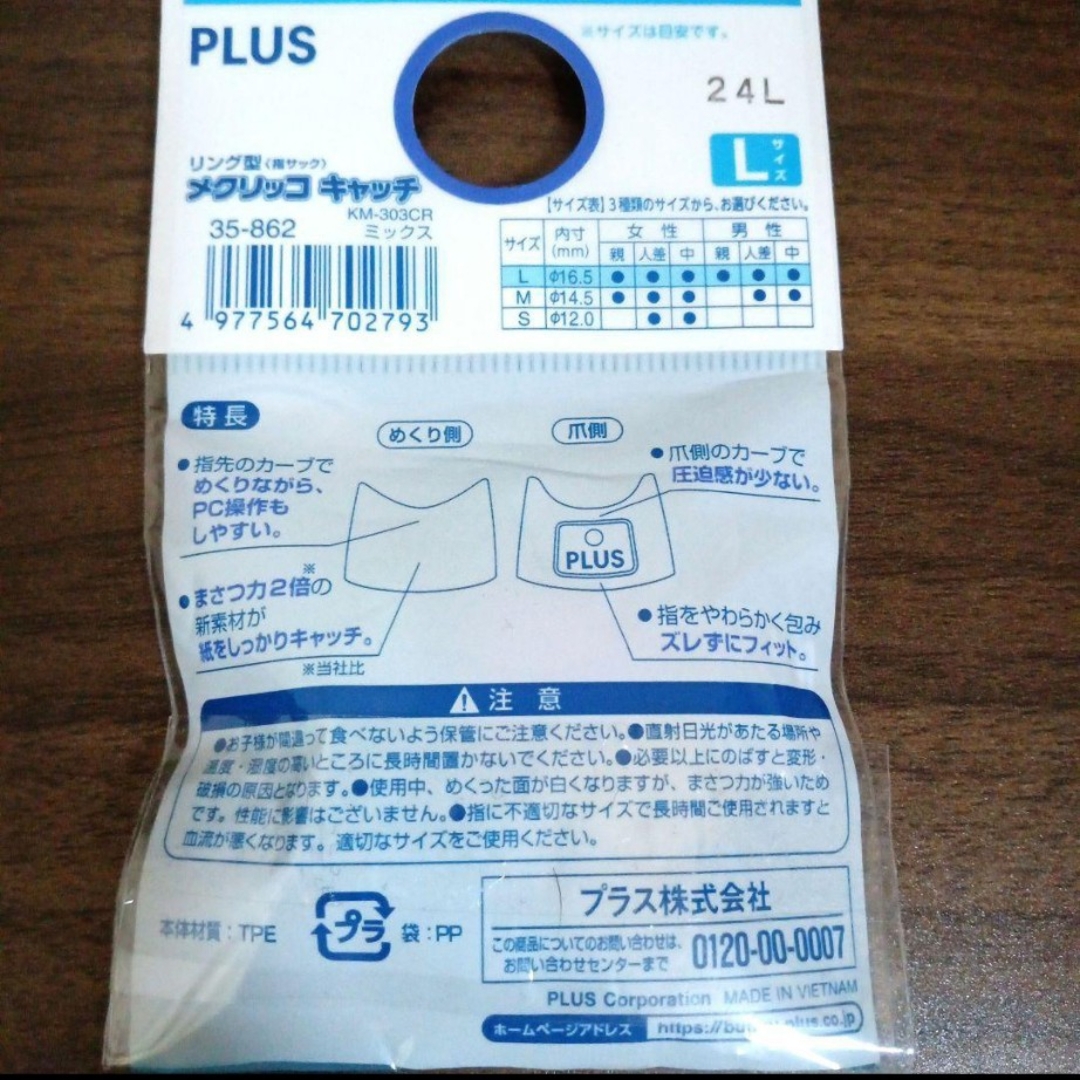 PLUS
※サイズは目安です。
24L
Lサイズ
リング型〈指サック〉
メクリッコ キャッチ
KM-303CR
35-862
ミックス
4 977564 702793
【サイズ表】3種類のサイズから、お選びください。
サイズ 内寸(mm) 女性 男性
親 人差 中 親 人差 中
L Φ16.5 ● ● ● ● ● ●
M Φ14.5 ● ● ● ● ●
S Φ12.0 ● ●
特長
めくり側
爪側
●指先のカーブで
めくりながら、
PC操作も
しやすい。
●爪側のカーブで
圧迫感が少ない。
PLUS
●まさつ力2倍※の
新素材が
紙をしっかりキャッチ。
※当社比
●指をやわらかく包み
ズレずにフィット。
⚠注意
●お子様が間違って食べないよう保管にご注意ください。●直射日光があたる場所や
温度・湿度の高いところに長時間置かないでください。●必要以上にのばすと変形・
破損の原因となります。●使用中、めくった面が白くなりますが、まさつ力が強いため
です。性能に影響はございません。●指に不適切なサイズで長時間ご使用されますと
血流が悪くなります。適切なサイズをご使用ください。
本体材質:TPE
プラ
袋:PP
プラス株式会社
この商品についてのお問い合わせは、
お問い合わせセンターまで
0120-00-0007
PLUS Corporation MADE IN VIETNAM
ホームページアドレス
plus.co.jp